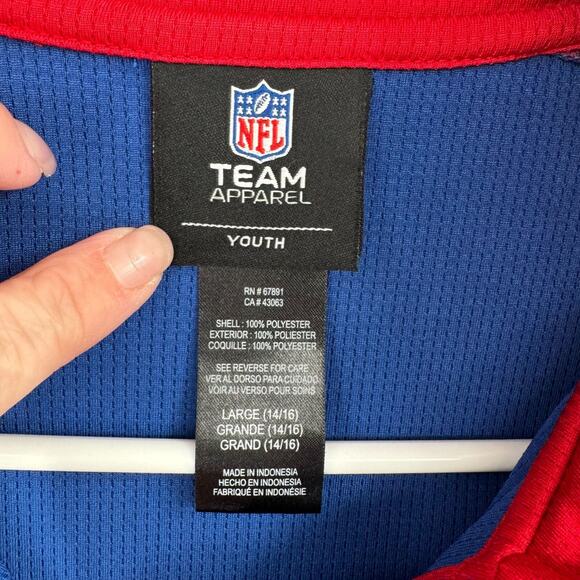 NFL
TEAM
APPAREL
YOUTH
RN # 67891
CA # 43063
SHELL : 100% POLYESTER
EXTERIOR : 100% POLIESTER
COQUILLE : 100% POLYESTER
SEE REVERSE FOR CARE
VER AL DORSO PARA CUIDADO
VOIR AU VERSO POUR SOINS
LARGE (14/16)
GRANDE (14/16)
GRAND (14/16)
MADE IN INDONESIA
HECHO EN INDONESIA
FABRIQUÉ EN INDONÉSIE